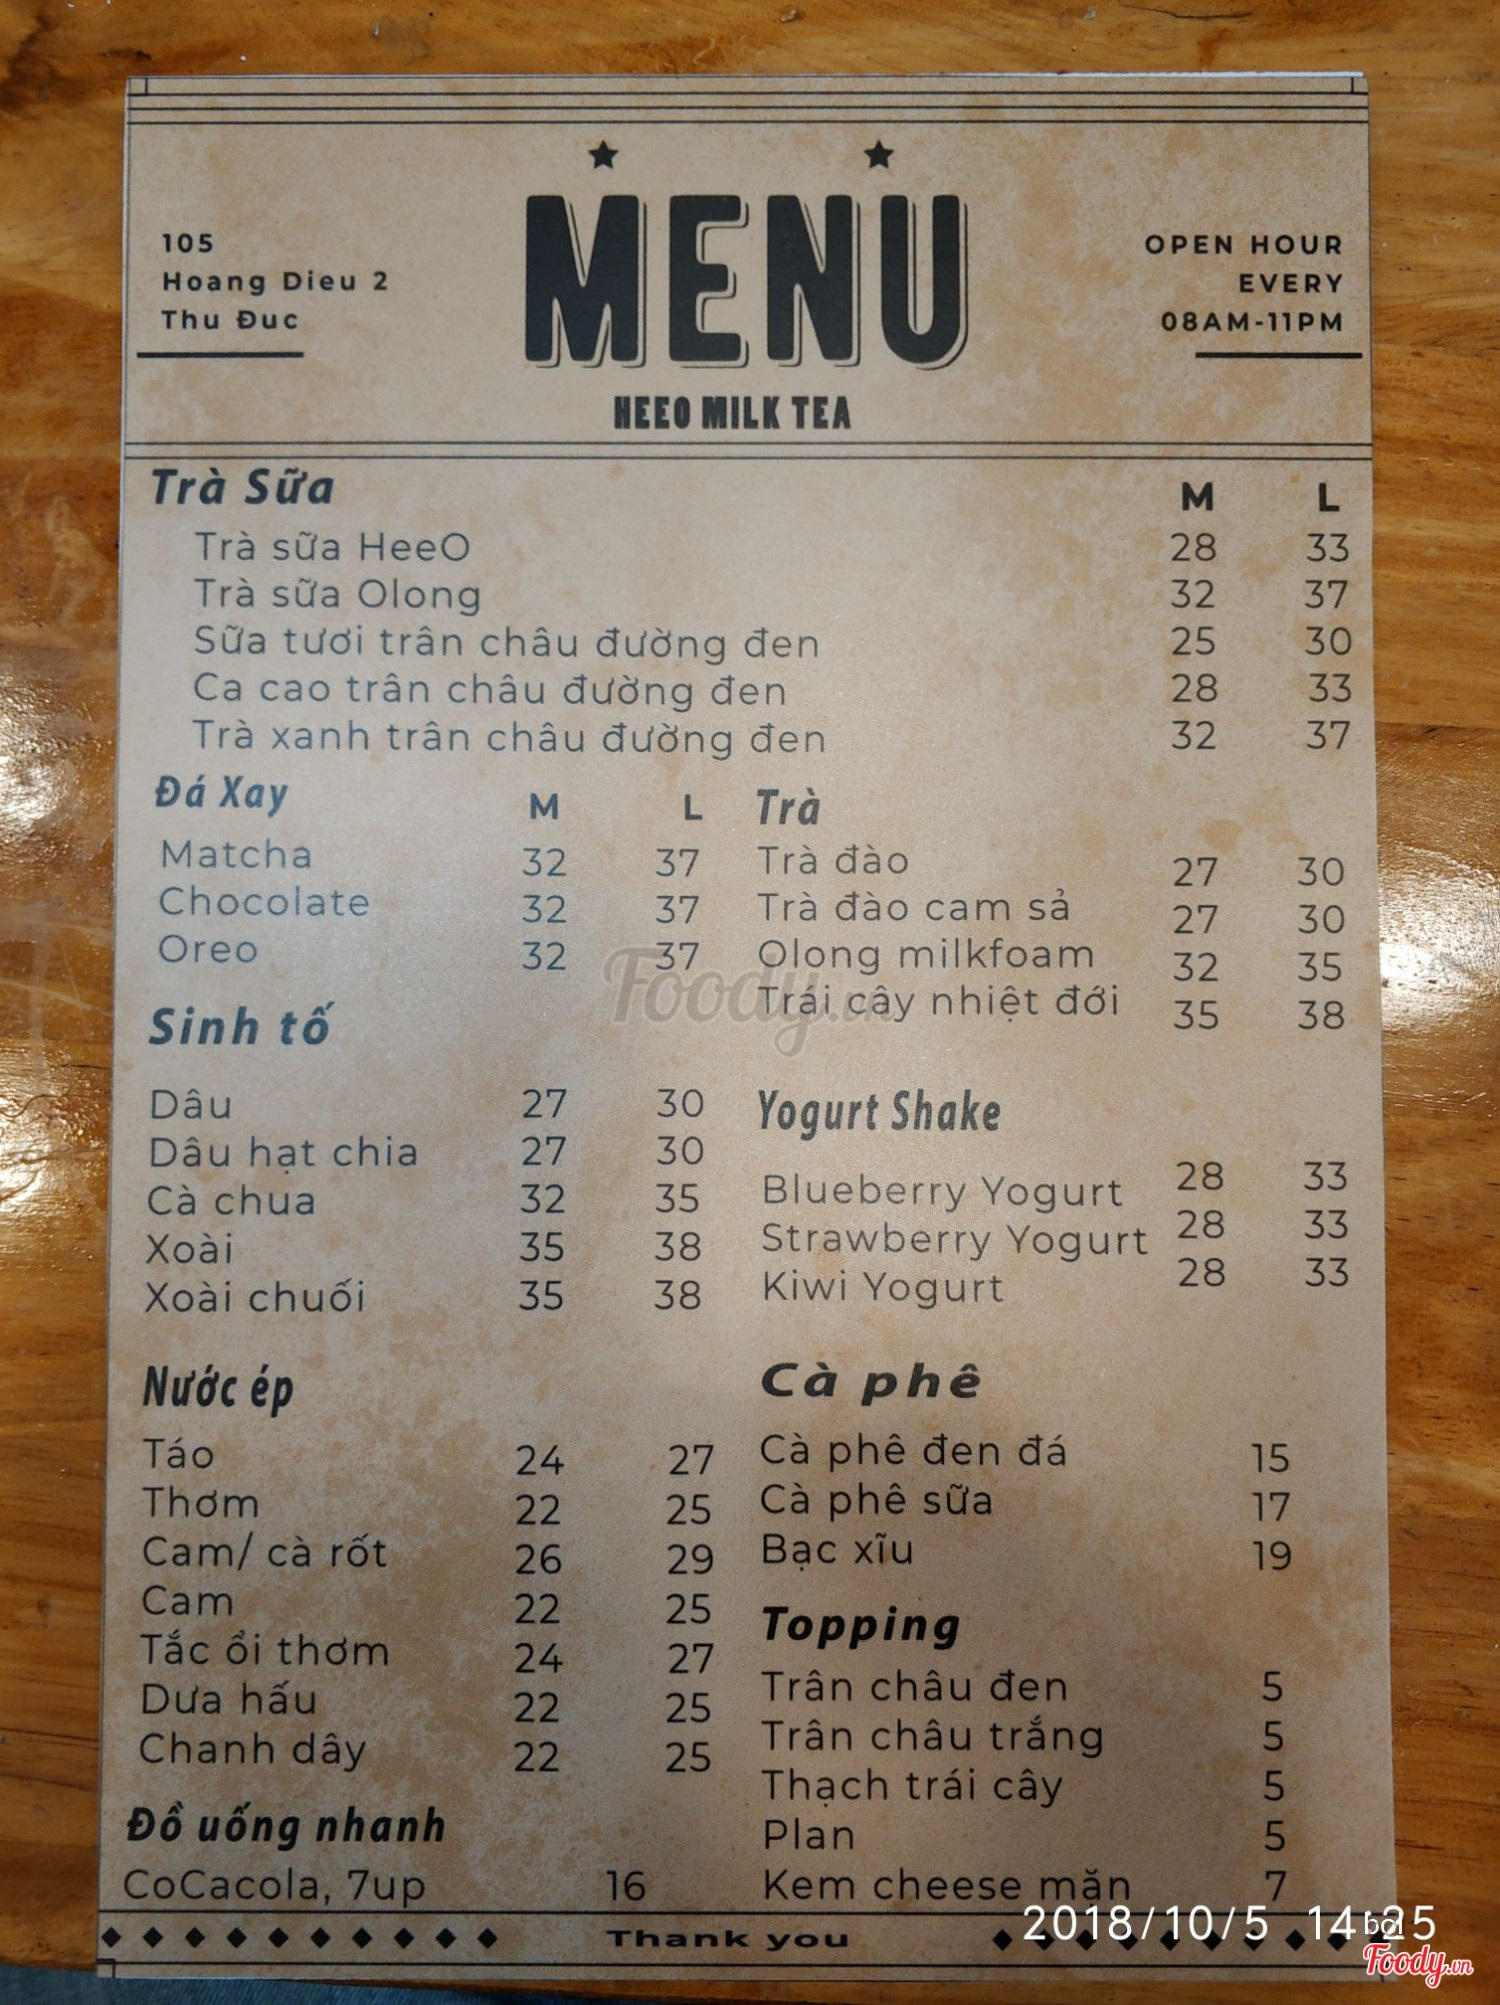 MENU
105
Hoang Dieu 2
Thu Đuc
OPEN HOUR
EVERY
08AM-11PM
HEEO MILK TEA
Trà Sữa M L
Trà sữa HeeO 28 33
Trà sữa Olong 32 37
Sữa tươi trân châu đường đen 25 30
Ca cao trân châu đường đen 28 33
Trà xanh trân châu đường đen 32 37
Đá Xay M L
Matcha 32 37
Chocolate 32 37
Oreo 32 37
Trà
Trà đào 27 30
Trà đào cam sả 27 30
Olong milkfoam 32 35
Trái cây nhiệt đới 35 38
Foody.vn
Sinh tố
Dâu 27 30
Dâu hạt chia 27 30
Cà chua 32 35
Xoài 35 38
Xoài chuối 35 38
Yogurt Shake
Blueberry Yogurt 28 33
Strawberry Yogurt 28 33
Kiwi Yogurt 28 33
Nước ép
Táo 24 27
Thơm 22 25
Cam/ cà rốt 26 29
Cam 22 25
Tắc ổi thơm 24 27
Dưa hấu 22 25
Chanh dây 22 25
Cà phê
Cà phê đen đá 15
Cà phê sữa 17
Bạc xĩu 19
Topping
Trân châu đen 5
Trân châu trắng 5
Thạch trái cây 5
Plan 5
Kem cheese mặn 7
Đồ uống nhanh
CoCacola, 7up 16
Thank you
2018/10/5 14:25
Foody.vn